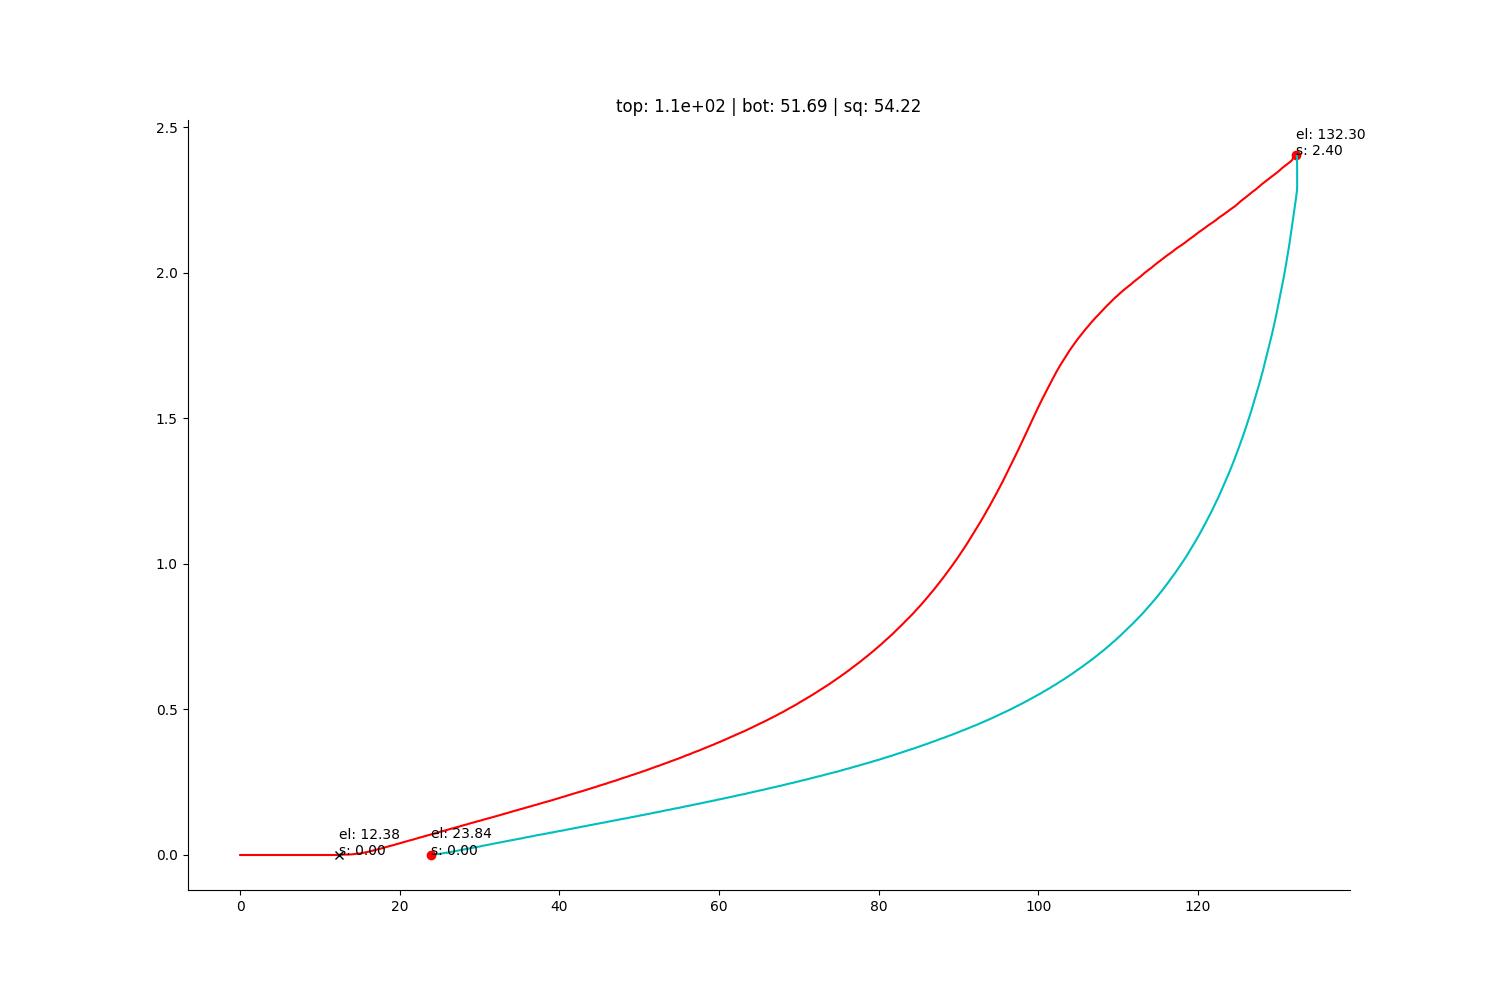 top: 1.1e+02 | bot: 51.69 | sq: 54.22
2.5
el: 132.30
s: 2.40
2.0
1.5
1.0
0.5
el: 12.38
s: 0.00
el: 23.84
s: 0.00
0.0
0 20 40 60 80 100 120